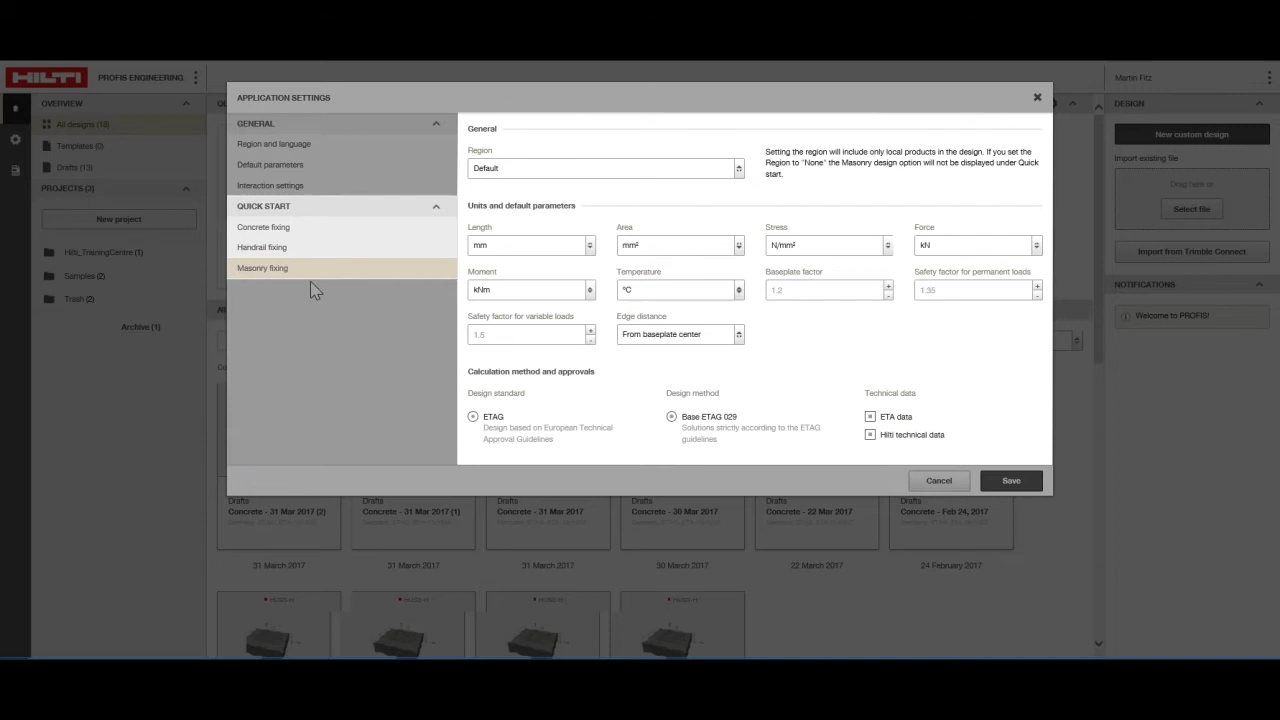 HILTI PROFIS ENGINEERING
Martin Fitz
OVERVIEW
All designs (18)
Templates (0)
Drafts (13)
PROJECTS (3)
New project
Hilti_TrainingCentre (1)
Samples (2)
Trash (2)
Archive (1)
APPLICATION SETTINGS
GENERAL
Region and language
Default parameters
Interaction settings
QUICK START
Concrete fixing
Handrail fixing
Masonry fixing
General
Region
Default
Setting the region will include only local products in the design. If you set the
Region to "None" the Masonry design option will not be displayed under Quick
start.
Units and default parameters
Length Area Stress Force
mm mm² N/mm² kN
Moment Temperature Baseplate factor Safety factor for permanent loads
kNm °C 1.2 1.35
Safety factor for variable loads Edge distance
1.5 From baseplate center
Calculation method and approvals
Design standard Design method Technical data
ETAG Base ETAG 029 ETA data
Design based on European Technical
Approval Guidelines
Solutions strictly according to the ETAG
guidelines
Hilti technical data
Cancel Save
DESIGN
New custom design
Import existing file
Drag here or
Select file
Import from Trimble Connect
NOTIFICATIONS
Welcome to PROFIS!
Drafts Drafts Drafts Drafts Drafts Drafts
Concrete - 31 Mar 2017 (2) Concrete - 31 Mar 2017 (1) Concrete - 31 Mar 2017 Concrete - 30 Mar 2017 Concrete - 22 Mar 2017 Concrete - Feb 24, 2017
31 March 2017 31 March 2017 31 March 2017 30 March 2017 22 March 2017 24 February 2017